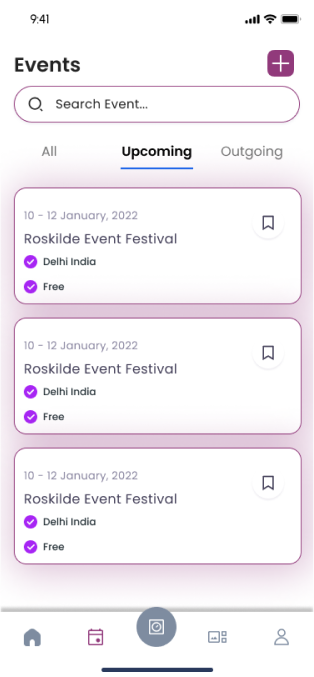 9:41
Events
Search Event...
All Upcoming Outgoing
10 - 12 January, 2022
Roskilde Event Festival
Delhi India
Free
10 - 12 January, 2022
Roskilde Event Festival
Delhi India
Free
10 - 12 January, 2022
Roskilde Event Festival
Delhi India
Free